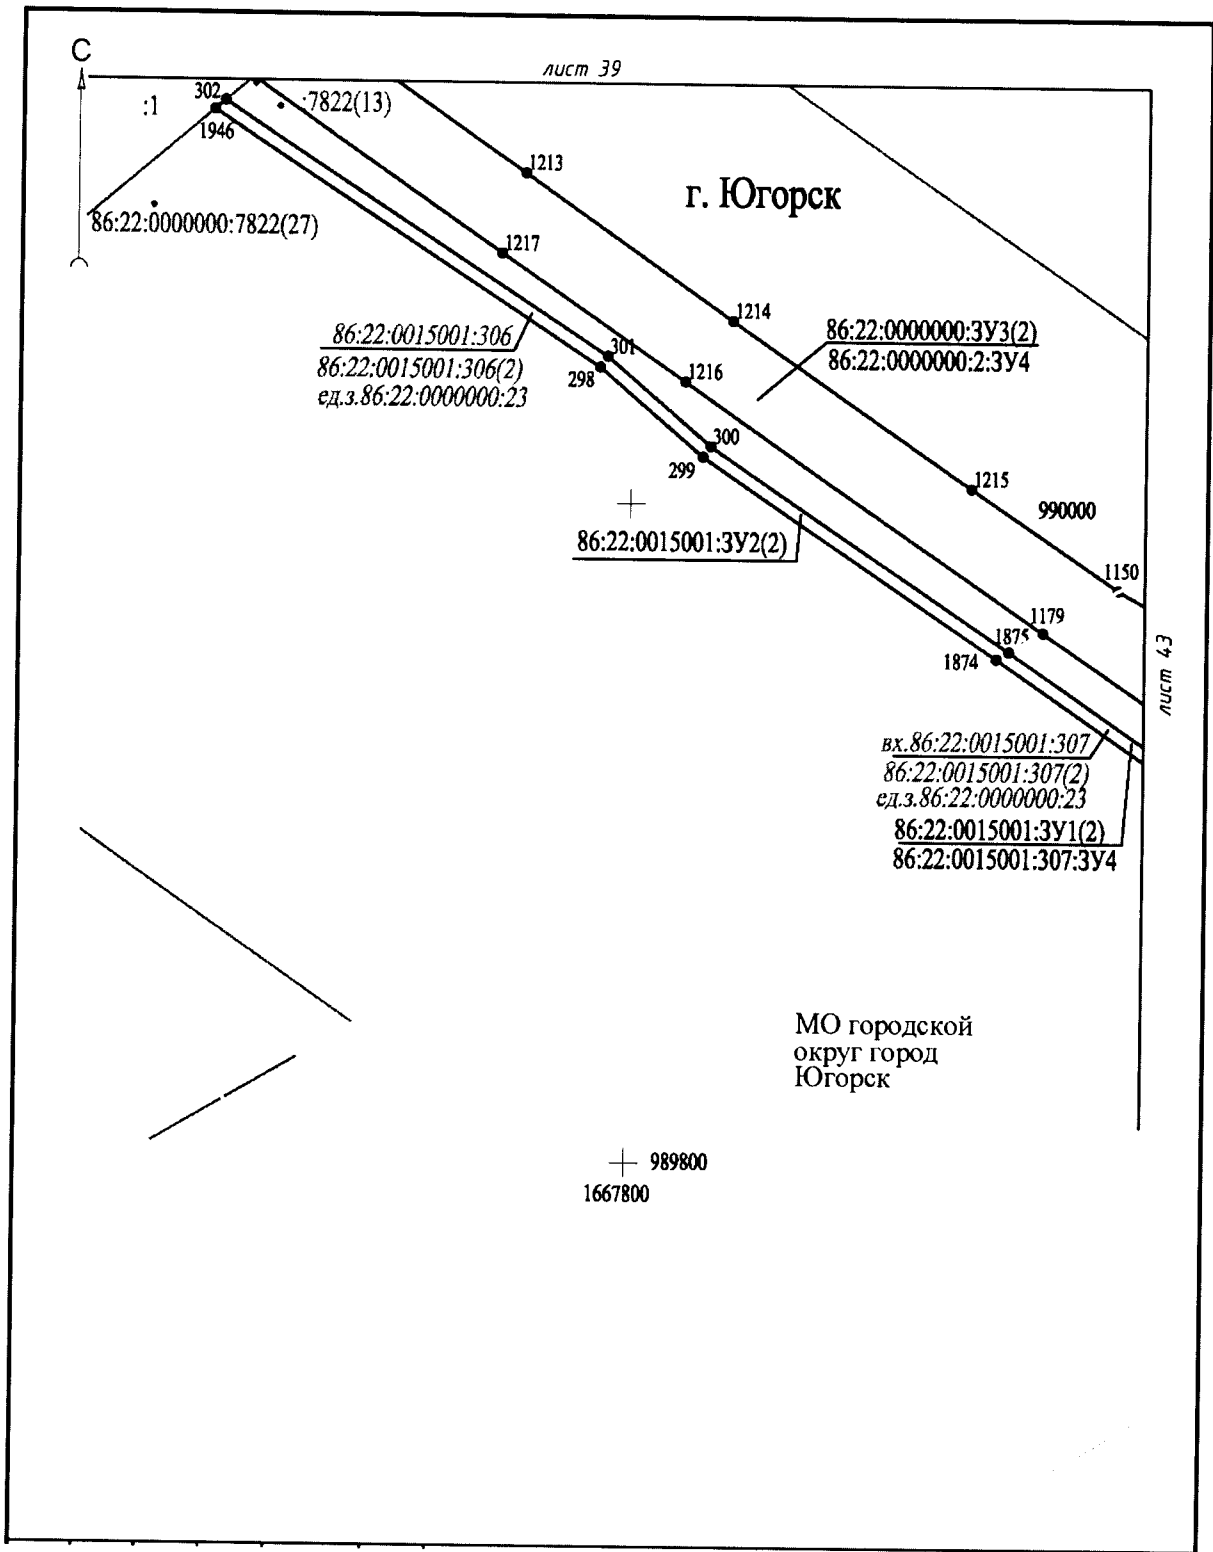 С
лист 39
302
:1
:7822(13)
1946
1213
г. Югорск
86:22:0000000:7822(27)
1217
1214
86:22:0000000:ЗУ3(2)
86:22:0000000:2:ЗУ4
86:22:0015001:306
86:22:0015001:306(2)
ед.з.86:22:0000000:23
301
298
1216
300
299
1215
990000
86:22:0015001:ЗУ2(2)
1150
1179
1875
1874
лист 43
вх.86:22:0015001:307
86:22:0015001:307(2)
ед.з.86:22:0000000:23
86:22:0015001:ЗУ1(2)
86:22:0015001:307:ЗУ4
МО городской
округ город
Югорск
989800
1667800